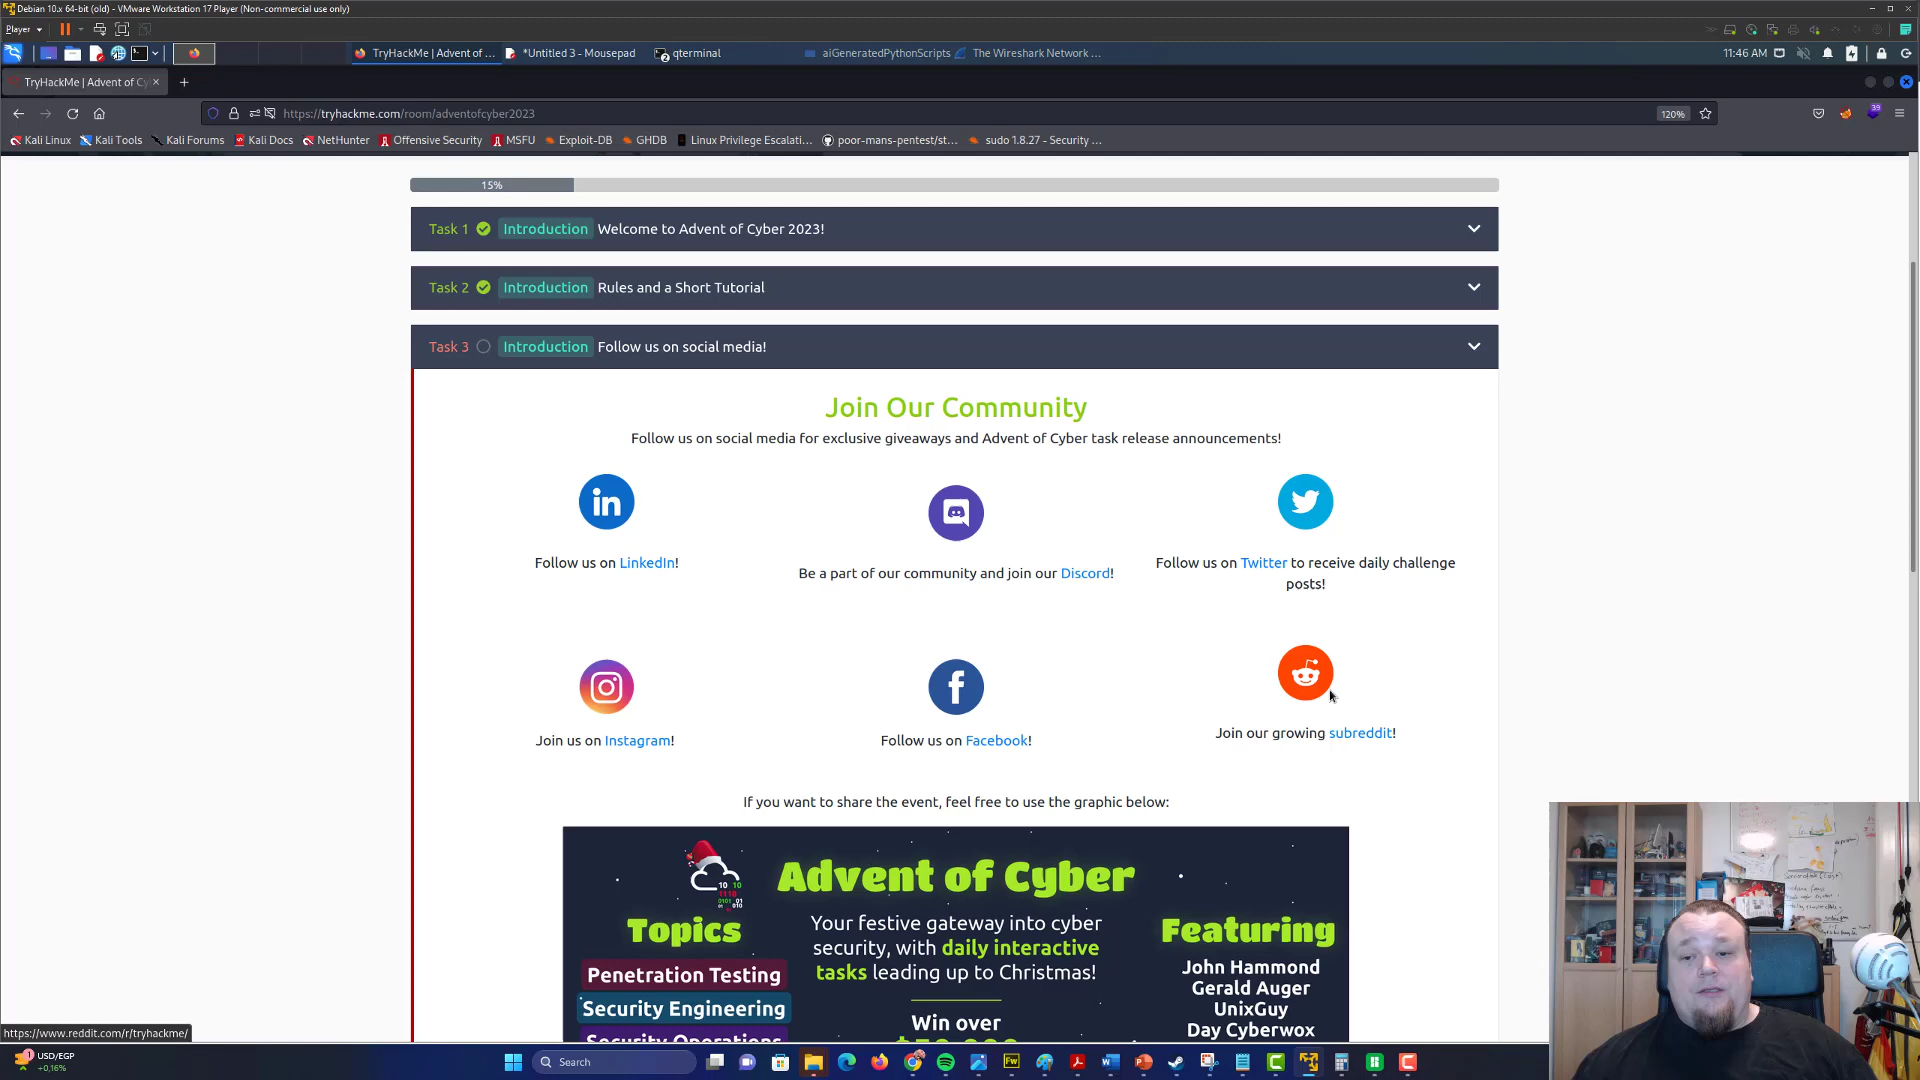 Debian 10.x 64-bit (old) - VMware Workstation 17 Player (Non-commercial use only)
Player
TryHackMe | Advent of ...
*Untitled 3 - Mousepad
2 qterminal
aiGeneratedPythonScripts
The Wireshark Network ...
11:46 AM
TryHackMe | Advent of Cy
https://tryhackme.com/room/adventofcyber2023
120%
39
Kali Linux
Kali Tools
Kali Forums
Kali Docs
NetHunter
Offensive Security
MSFU
Exploit-DB
GHDB
Linux Privilege Escalati...
poor-mans-pentest/st...
sudo 1.8.27 - Security ...
15%
Task 1 Introduction Welcome to Advent of Cyber 2023!
Task 2 Introduction Rules and a Short Tutorial
Task 3 Introduction Follow us on social media!
Join Our Community
Follow us on social media for exclusive giveaways and Advent of Cyber task release announcements!
in
Follow us on LinkedIn!
Be a part of our community and join our Discord!
Follow us on Twitter to receive daily challenge
posts!
Join us on Instagram!
f
Follow us on Facebook!
Join our growing subreddit!
If you want to share the event, feel free to use the graphic below:
Advent of Cyber
Topics
Penetration Testing
Security Engineering
Security Operations
Your festive gateway into cyber
security, with daily interactive
tasks leading up to Christmas!
Win over
Featuring
John Hammond
Gerald Auger
UnixGuy
Day Cyberwox
https://www.reddit.com/r/tryhackme/
1
USD/EGP
+0,16%
Search